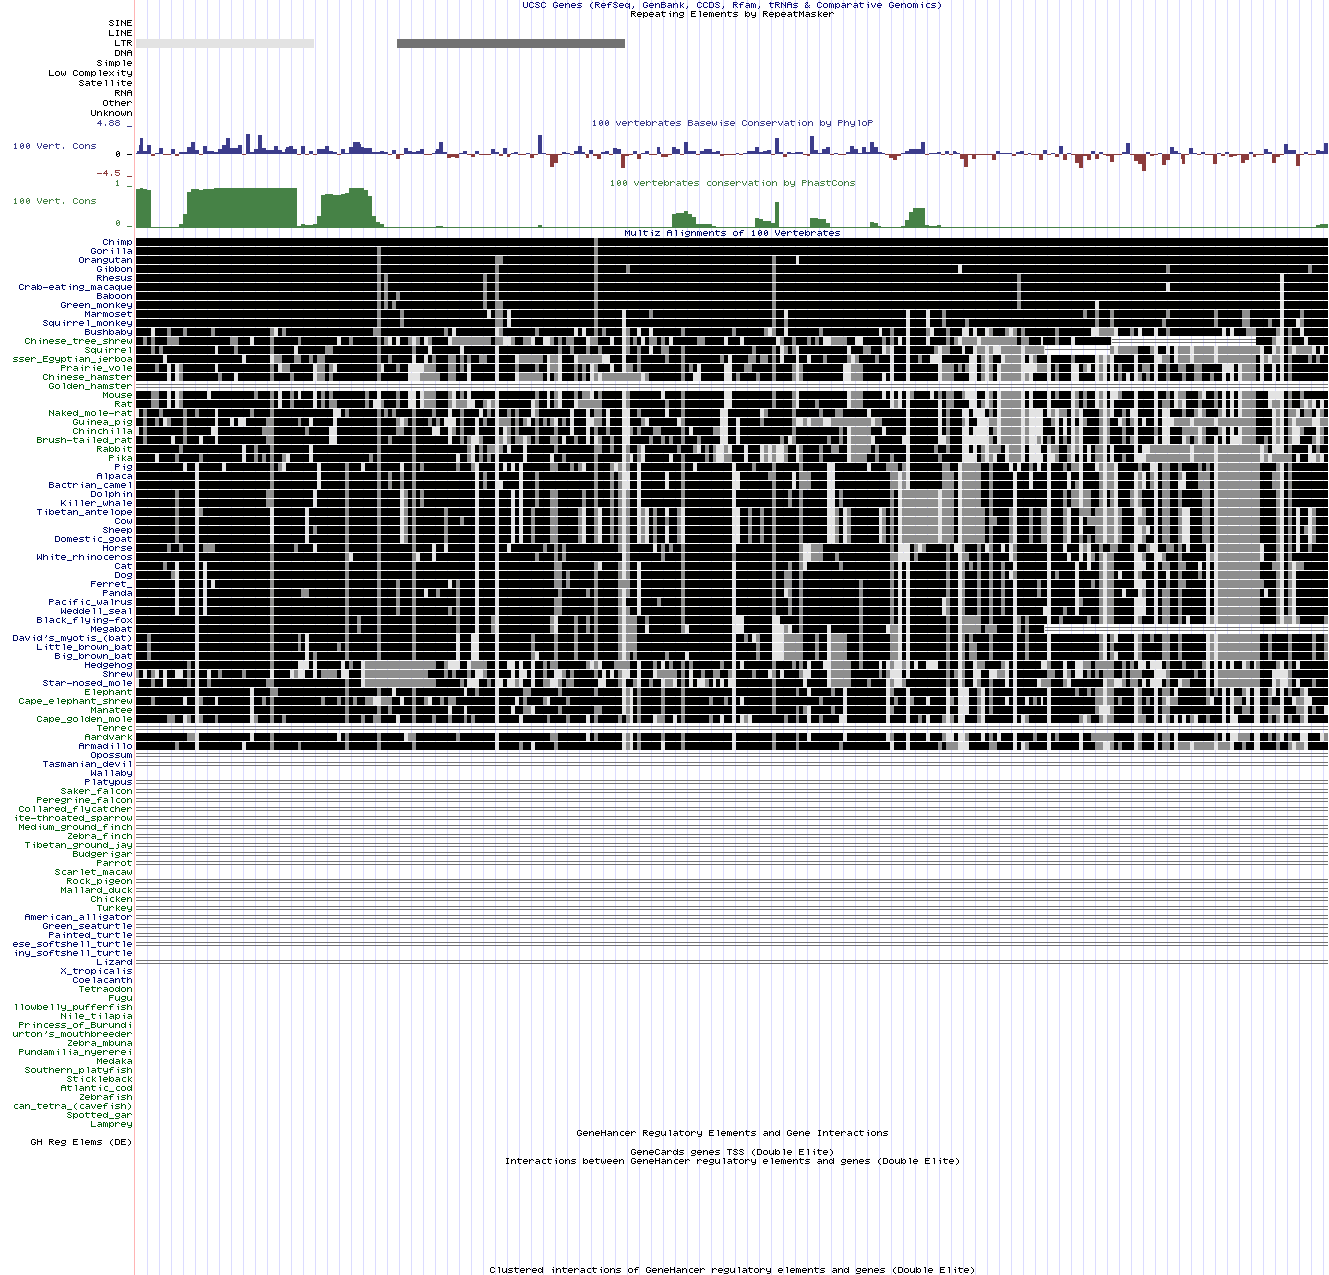 UCSC Genes (RefSeq, GenBank, CCDS, Rfam, tRNAs & Comparative Genomics)
Repeating Elements by RepeatMasker
SINE
LINE
LTR
DNA
Simple
Low Complexity
Satellite
RNA
Other
Unknown
4.88 _
100 vertebrates Basewise Conservation by PhyloP
100 Vert. Cons
0 _
-4.5 _
1 _
100 vertebrates conservation by PhastCons
100 Vert. Cons
0 _
Multiz Alignments of 100 Vertebrates
Chimp
Gorilla
Orangutan
Gibbon
Rhesus
Crab-eating_macaque
Baboon
Green_monkey
Marmoset
Squirrel_monkey
Bushbaby
Chinese_tree_shrew
Squirrel
sser_Egyptian_jerboa
Prairie_vole
Chinese_hamster
Golden_hamster
Mouse
Rat
Naked_mole-rat
Guinea_pig
Chinchilla
Brush-tailed_rat
Rabbit
Pika
Pig
Alpaca
Bactrian_camel
Dolphin
Killer_whale
Tibetan_antelope
Cow
Sheep
Domestic_goat
Horse
White_rhinoceros
Cat
Dog
Ferret_
Panda
Pacific_walrus
Weddell_seal
Black_flying-fox
Megabat
David's_myotis_(bat)
Little_brown_bat
Big_brown_bat
Hedgehog
Shrew
Star-nosed_mole
Elephant
Cape_elephant_shrew
Manatee
Cape_golden_mole
Tenrec
Aardvark
Armadillo
Opossum
Tasmanian_devil
Wallaby
Platypus
Saker_falcon
Peregrine_falcon
Collared_flycatcher
ite-throated_sparrow
Medium_ground_finch
Zebra_finch
Tibetan_ground_jay
Budgerigar
Parrot
Scarlet_macaw
Rock_pigeon
Mallard_duck
Chicken
Turkey
American_alligator
Green_seaturtle
Painted_turtle
ese_softshell_turtle
iny_softshell_turtle
Lizard
X_tropicalis
Coelacanth
Tetraodon
Fugu
llowbelly_pufferfish
Nile_tilapia
Princess_of_Burundi
urton's_mouthbreeder
Zebra_mbuna
Pundamilia_nyererei
Medaka
Southern_platyfish
Stickleback
Atlantic_cod
Zebrafish
can_tetra_(cavefish)
Spotted_gar
Lamprey
GeneHancer Regulatory Elements and Gene Interactions
GH Reg Elems (DE)
GeneCards genes TSS (Double Elite)
Interactions between GeneHancer regulatory elements and genes (Double Elite)
Clustered interactions of GeneHancer regulatory elements and genes (Double Elite)